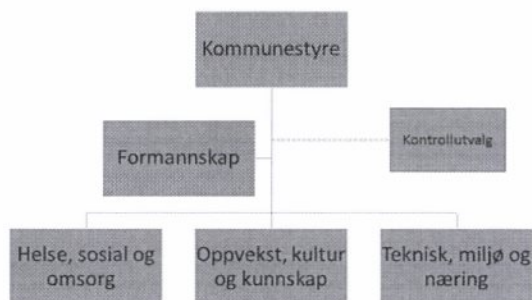 Kommunestyre
Kontrollutvalg
Formannskap
Helse, sosial og
omsorg
Oppvekst, kultur
og kunnskap
Teknisk, miljø og
næring